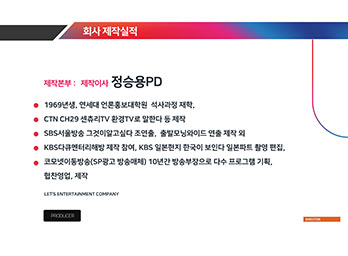 회사 제작실적
제작본부 : 제작이사 정승용PD
1969년생, 연세대 언론홍보대학원 석사과정 재학,
CTN CH29 센츄리TV 환경TV로 말한다 등 제작
SBS서울방송 그것이알고싶다 조연출, 출발모닝와이드 연출 제작 외
KBS다큐멘터리해방 제작 참여, KBS 일본현지 한국이 보인다 일본파트 촬영 편집,
코모넷이동방송(SP광고 방송매체) 10년간 방송부장으로 다수 프로그램 기획,
협찬영업, 제작
LET'S ENTERTAINMENT COMPANY
PRODUCER